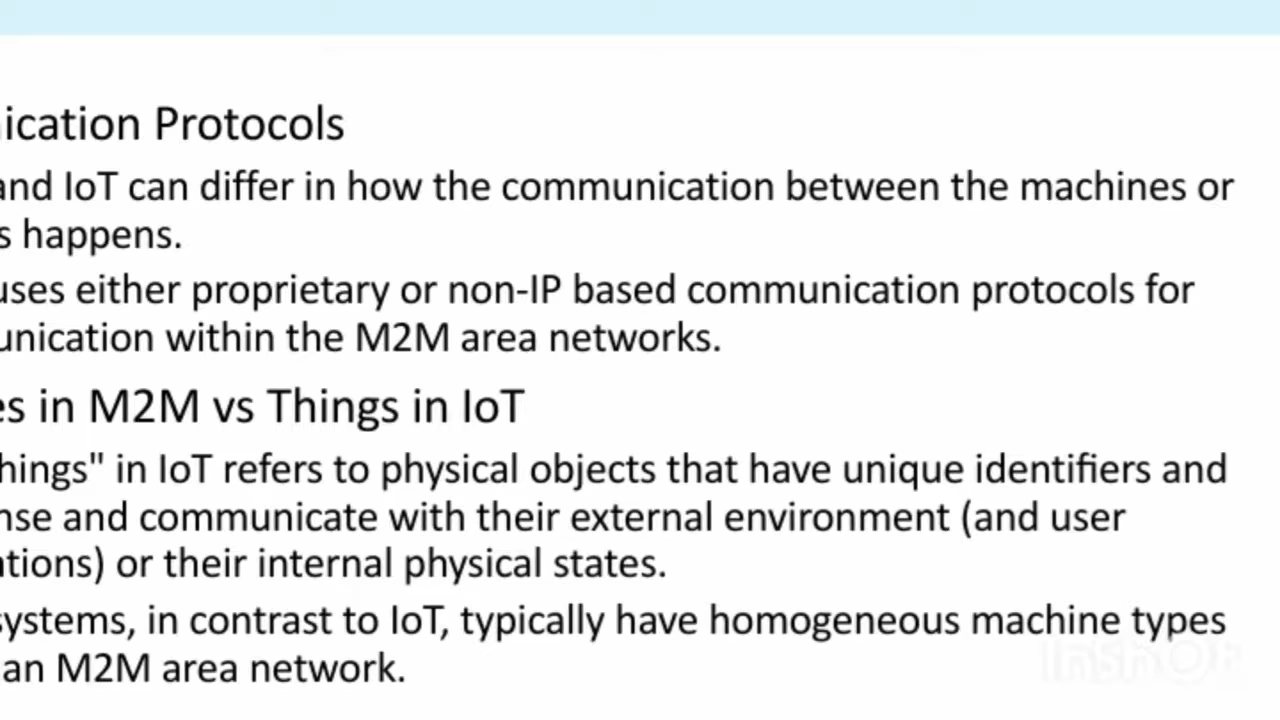 ication Protocols
and IoT can differ in how the communication between the machines or
s happens.
uses either proprietary or non-IP based communication protocols for
unication within the M2M area networks.
es in M2M vs Things in IoT
hings" in IoT refers to physical objects that have unique identifiers and
nse and communicate with their external environment (and user
ations) or their internal physical states.
systems, in contrast to IoT, typically have homogeneous machine types
an M2M area network.